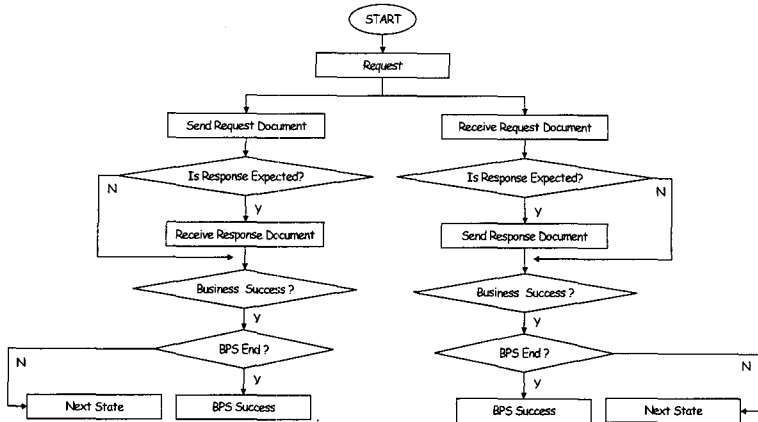 START
Request
Send Request Document
Receive Request Document
Is Response Expected?
Is Response Expected?
N
N
Y
Y
Receive Response Document
Send Response Document
Business Success ?
Business Success ?
Y
Y
BPS End ?
BPS End ?
N
N
Y
Y
Next State
BPS Success
BPS Success
Next State